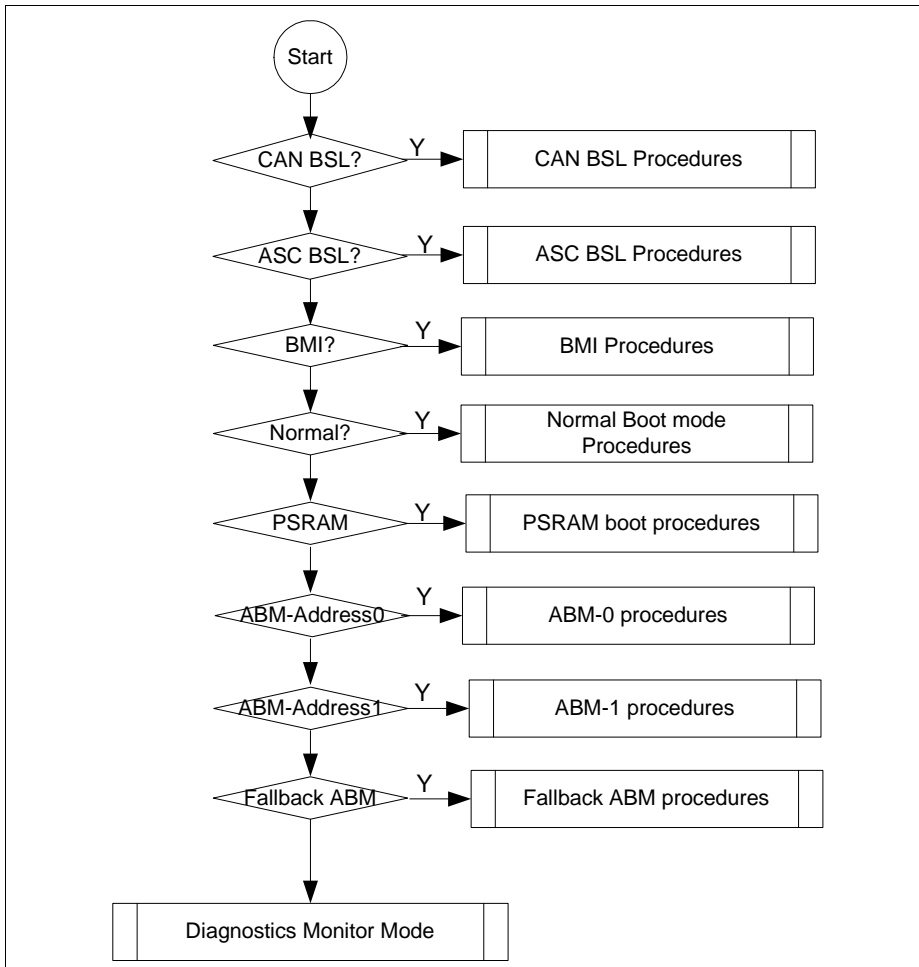 Start
CAN BSL?
Y
CAN BSL Procedures
ASC BSL?
Y
ASC BSL Procedures
BMI?
Y
BMI Procedures
Normal?
Y
Normal Boot mode
Procedures
PSRAM
Y
PSRAM boot procedures
ABM-Address0
Y
ABM-0 procedures
ABM-Address1
Y
ABM-1 procedures
Fallback ABM
Y
Fallback ABM procedures
Diagnostics Monitor Mode